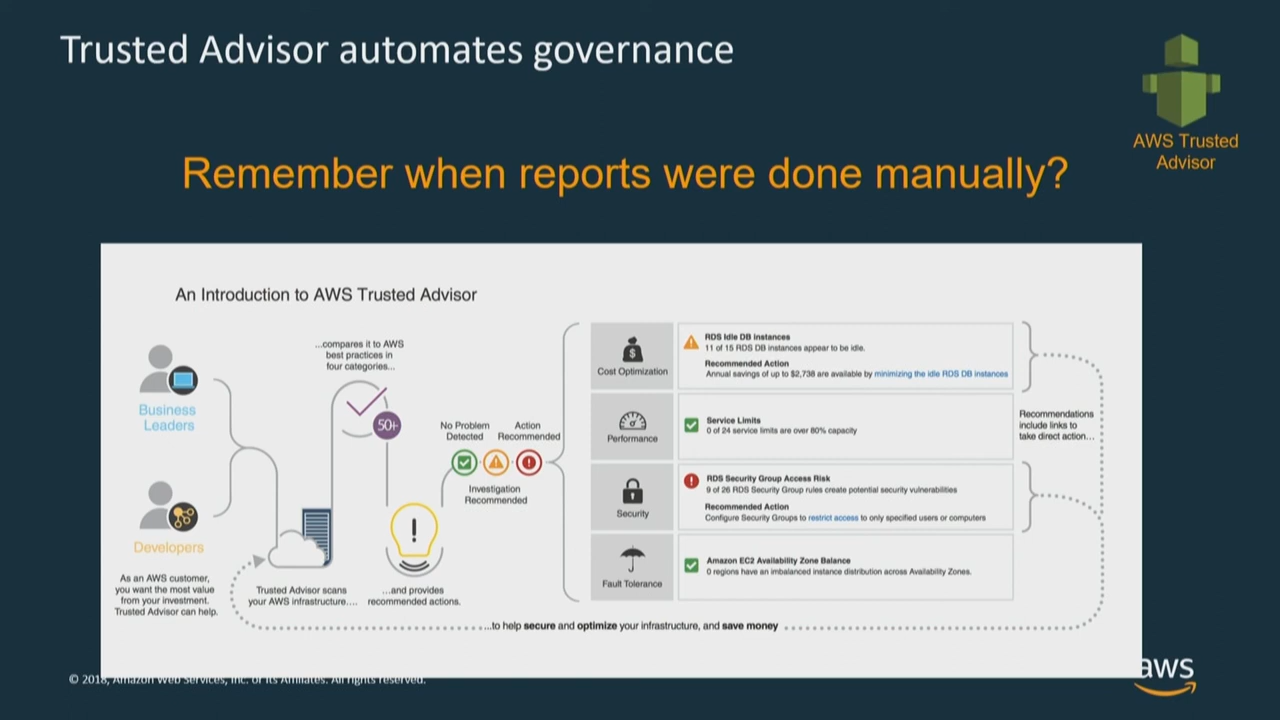 Trusted Advisor automates governance
AWS Trusted
Advisor
Remember when reports were done manually?
An Introduction to AWS Trusted Advisor
Business
Leaders
Developers
As an AWS customer,
you want the most value
from your investment.
Trusted Advisor can help.
Trusted Advisor scans
your AWS infrastructure....
...compares it to AWS
best practices in
four categories...
50+
...and provides
recommended actions.
No Problem
Detected
Action
Recommended
Investigation
Recommended
Cost Optimization
RDS Idle DB Instances
11 of 15 RDS DB instances appear to be idle.
Recommended Action
Annual savings of up to $2,738 are available by minimizing the idle RDS DB instances
Performance
Service Limits
0 of 24 service limits are over 80% capacity
Security
RDS Security Group Access Risk
9 of 26 RDS Security Group rules create potential security vulnerabilities
Recommended Action
Configure Security Groups to restrict access to only specified users or computers
Fault Tolerance
Amazon EC2 Availability Zone Balance
0 regions have an imbalanced instance distribution across Availability Zones.
Recommendations
include links to
take direct action...
...to help secure and optimize your infrastructure, and save money
© 2018, Amazon Web Services, Inc. or its Affiliates. All rights reserved.
aws